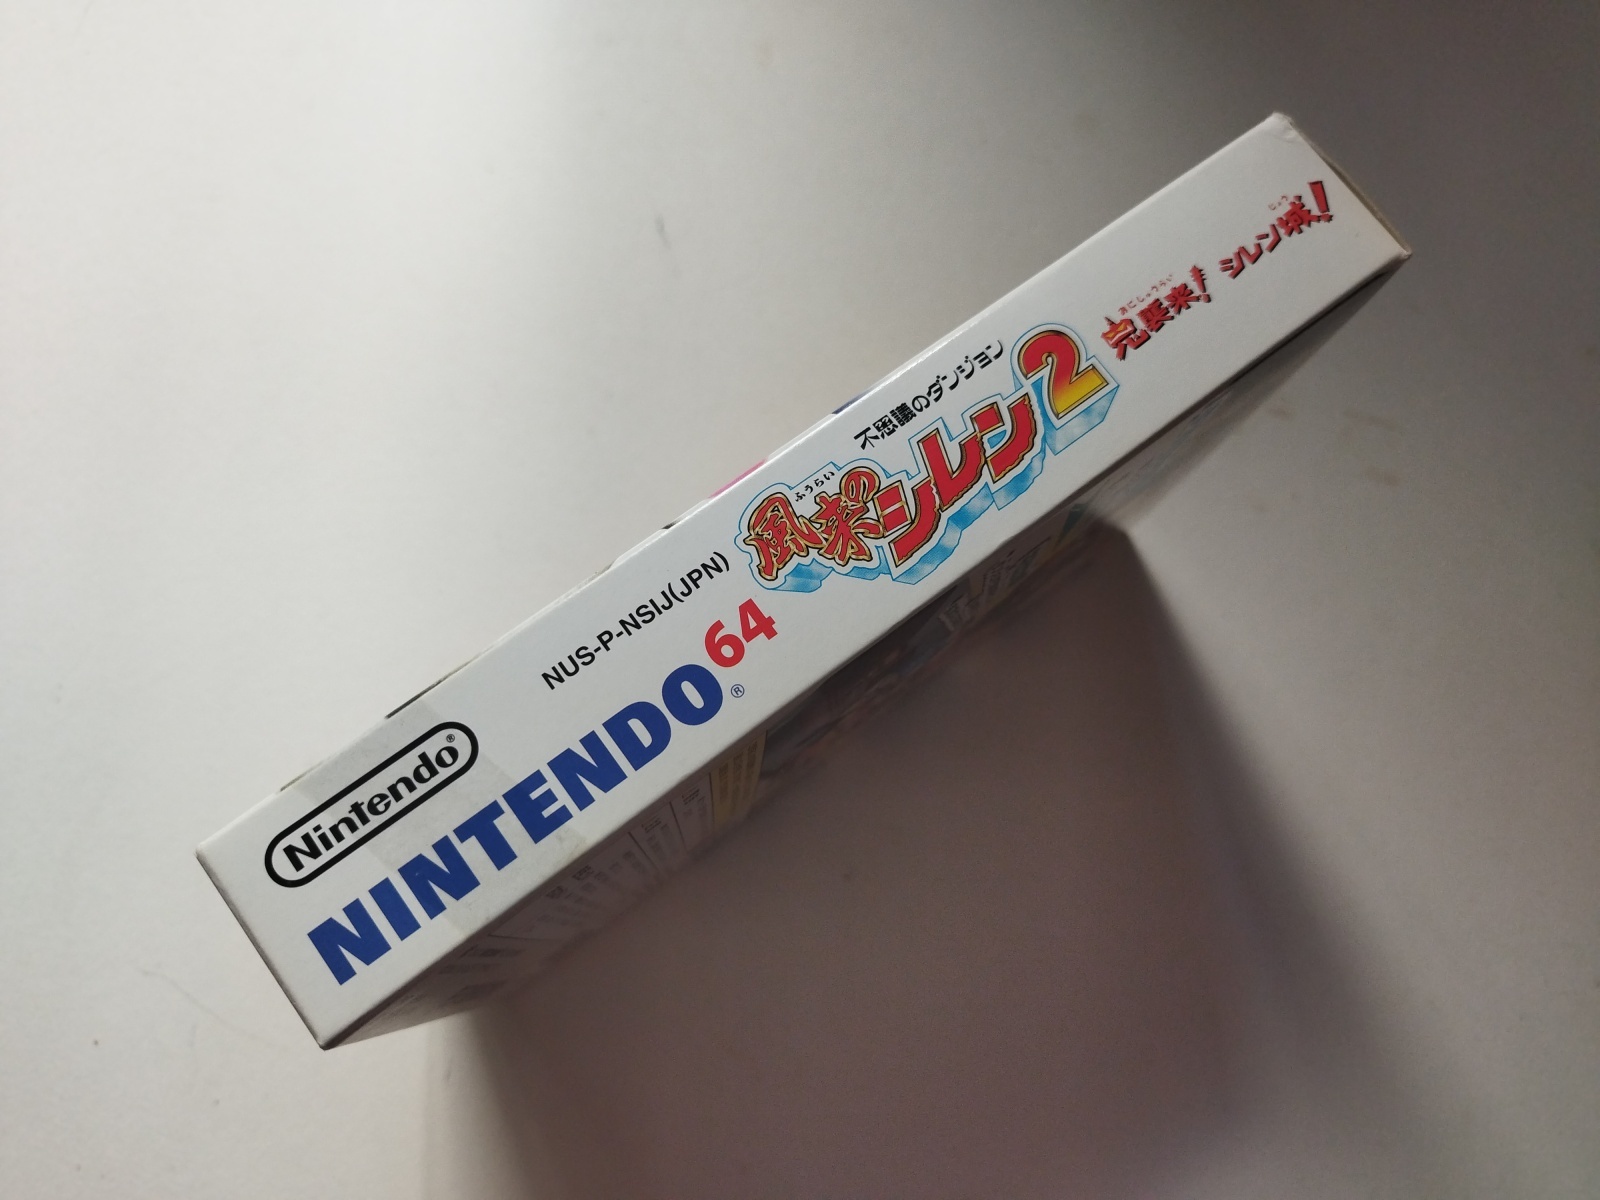 Nintendo®
NINTENDO64®
NUS-P-NSIJ(JPN)
不思議のダンジョン
ふうらい
風来のシレン2
おにしゅうらい じょう
鬼襲来! シレン城!